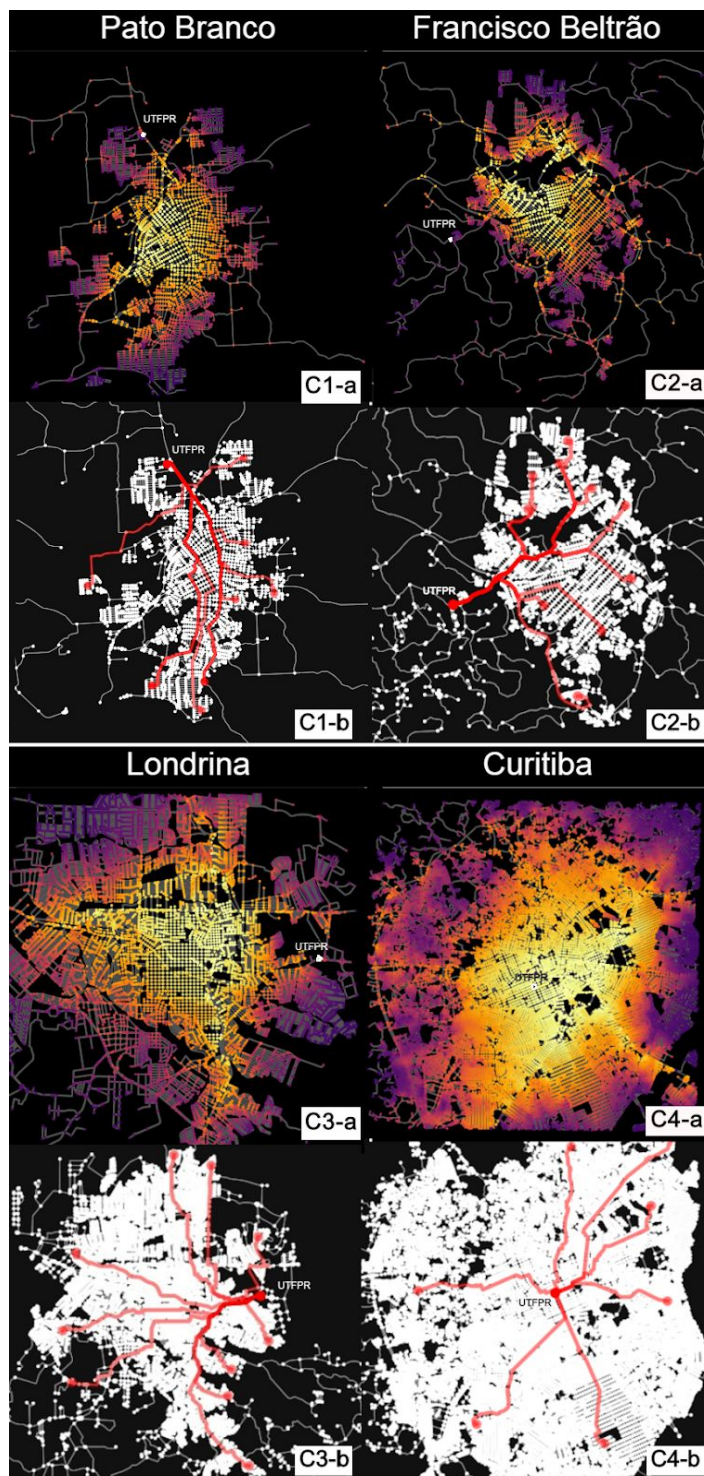 Pato Branco
Francisco Beltrão
UTFPR
UTFPR
C1-a
C2-a
UTFPR
UTFPR
C1-b
C2-b
Londrina
Curitiba
UTFPR
UTFPR
C3-a
C4-a
UTFPR
UTFPR
C3-b
C4-b